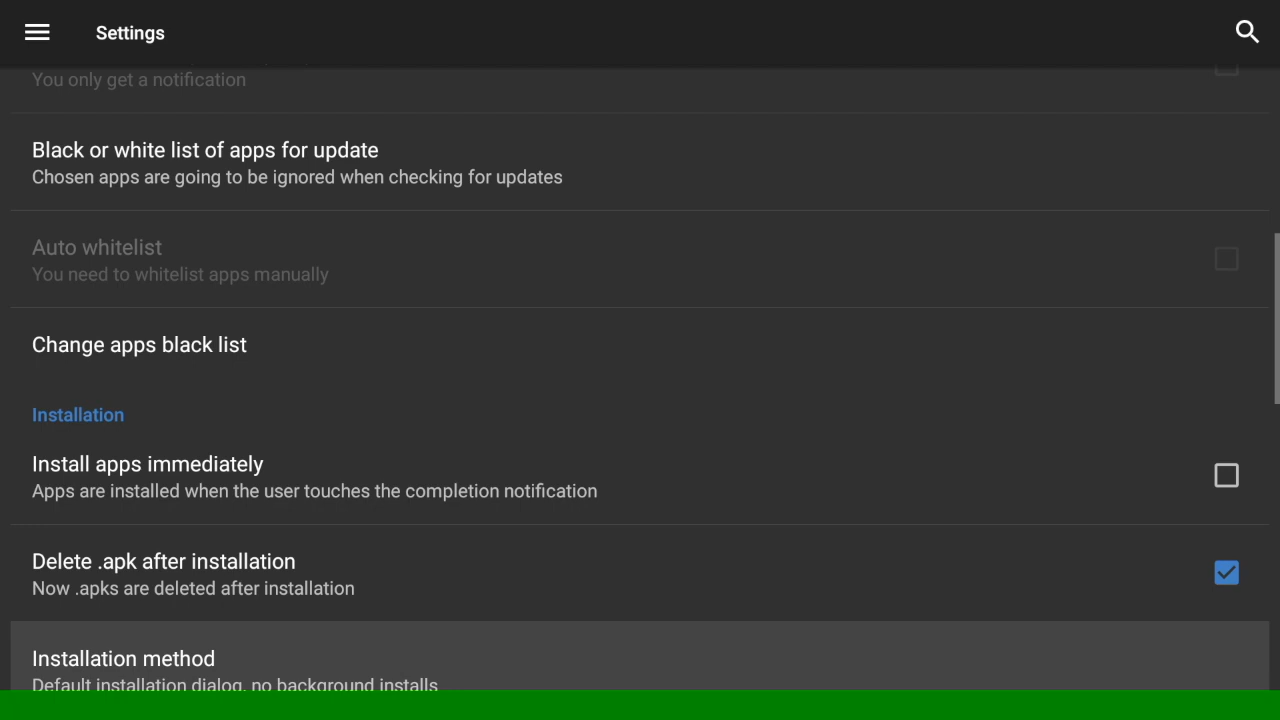 Settings
You only get a notification
Black or white list of apps for update
Chosen apps are going to be ignored when checking for updates
Auto whitelist
You need to whitelist apps manually
Change apps black list
Installation
Install apps immediately
Apps are installed when the user touches the completion notification
Delete .apk after installation
Now .apks are deleted after installation
Installation method
Default installation dialog, no background installs